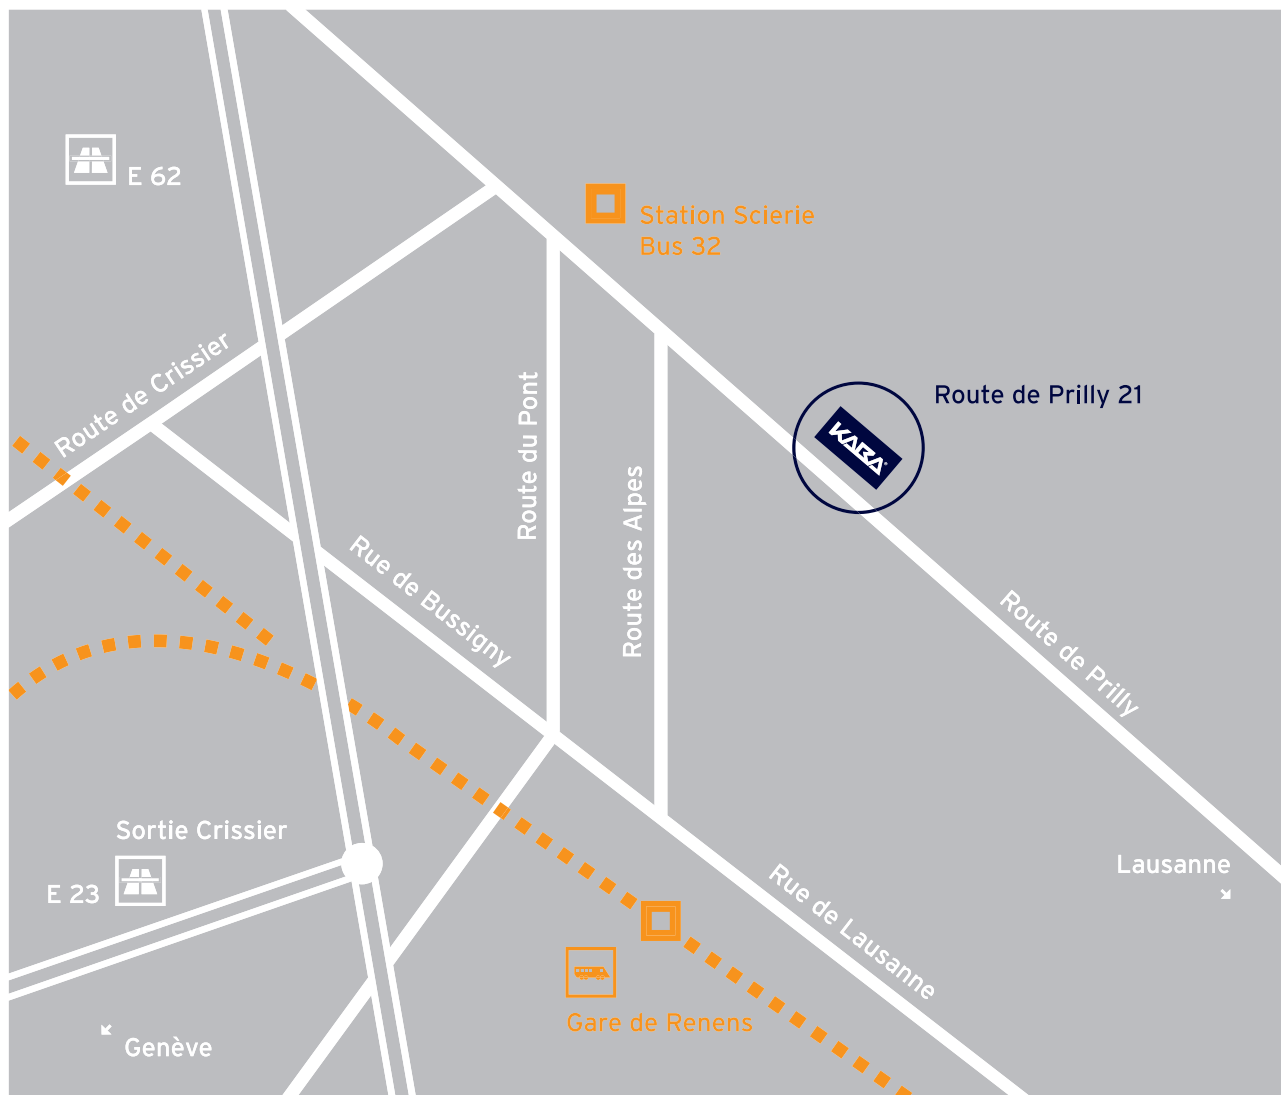 E 62
Station Scierie
Bus 32
Route de Crissier
Route du Pont
KABA®
Route de Prilly 21
Route des Alpes
Rue de Bussigny
Route de Prilly
Sortie Crissier
E 23
Lausanne
Rue de Lausanne
Gare de Renens
Genève